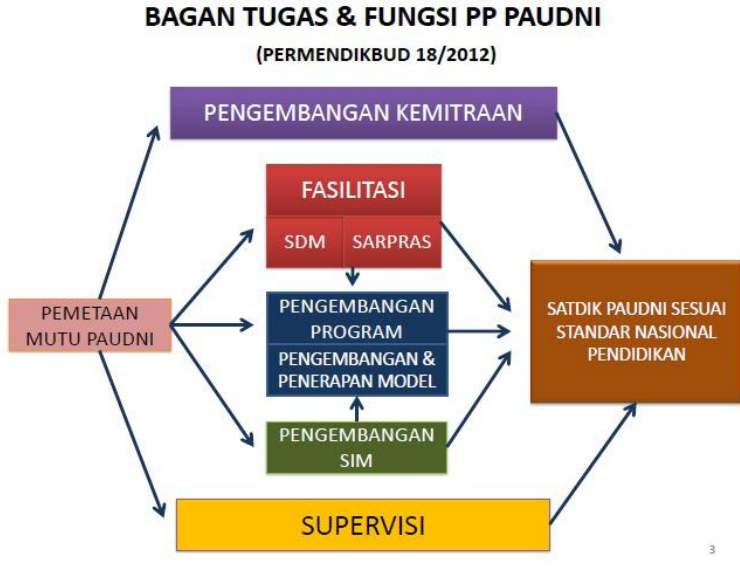 BAGAN TUGAS & FUNGSI PP PAUDNI
(PERMENDIKBUD 18/2012)
PENGEMBANGAN KEMITRAAN
FASILITASI
SDM
SARPRAS
PEMETAAN
MUTU PAUDNI
PENGEMBANGAN
PROGRAM
PENGEMBANGAN &
PENERAPAN MODEL
PENGEMBANGAN
SIM
SATDIK PAUDNI SESUAI
STANDAR NASIONAL
PENDIDIKAN
SUPERVISI
3